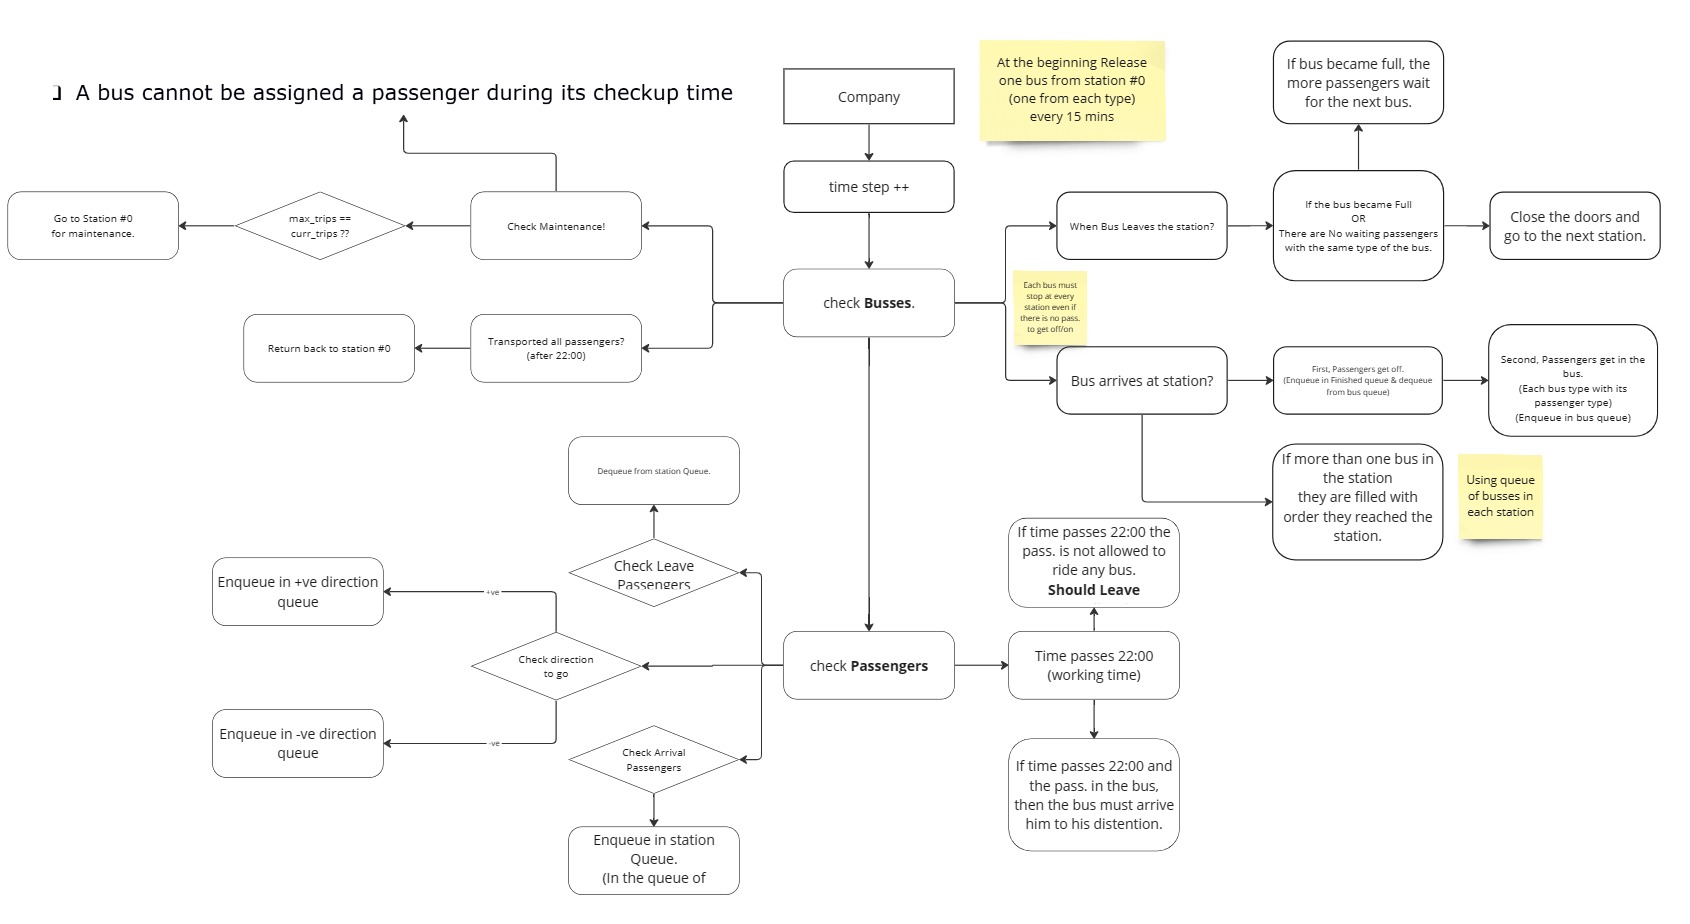 A bus cannot be assigned a passenger during its checkup time
Company
At the beginning Release
one bus from station #0
(one from each type)
every 15 mins
If bus became full, the
more passengers wait
for the next bus.
time step ++
Go to Station #0
for maintenance.
max_trips ==
curr_trips ??
Check Maintenance!
When Bus Leaves the station?
If the bus became Full
OR
There are No waiting passengers
with the same type of the bus.
Close the doors and
go to the next station.
check Busses.
Each bus must
stop at every
station even if
there is no pass.
to get off/on
Return back to station #0
Transported all passengers?
(after 22:00)
Bus arrives at station?
First, Passengers get off.
(Enqueue in Finished queue & dequeue
from bus queue)
Second, Passengers get in the
bus.
(Each bus type with its
passenger type)
(Enqueue in bus queue)
Dequeue from station Queue.
If more than one bus in
the station
they are filled with
order they reached the
station.
Using queue
of busses in
each station
Check Leave
Passengers
If time passes 22:00 the
pass. is not allowed to
ride any bus.
Should Leave
Enqueue in +ve direction
queue
+ve
Check direction
to go
check Passengers
Time passes 22:00
(working time)
Enqueue in -ve direction
queue
-ve
Check Arrival
Passengers
If time passes 22:00 and
the pass. in the bus,
then the bus must arrive
him to his distention.
Enqueue in station
Queue.
(In the queue of